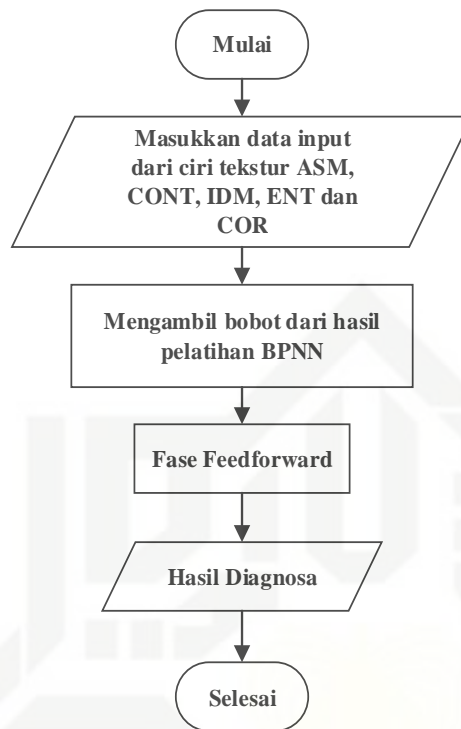 Mulai
Masukkan data input
dari ciri tekstur ASM,
CONT, IDM, ENT dan
COR
Mengambil bobot dari hasil
pelatihan BPNN
Fase Feedforward
Hasil Diagnosa
Selesai